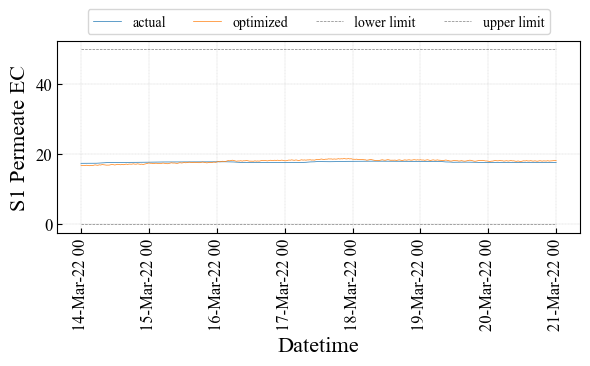 actual optimized lower limit upper limit
S1 Permeate EC
40
20
0
14-Mar-22 00
15-Mar-22 00
16-Mar-22 00
17-Mar-22 00
18-Mar-22 00
19-Mar-22 00
20-Mar-22 00
21-Mar-22 00
Datetime